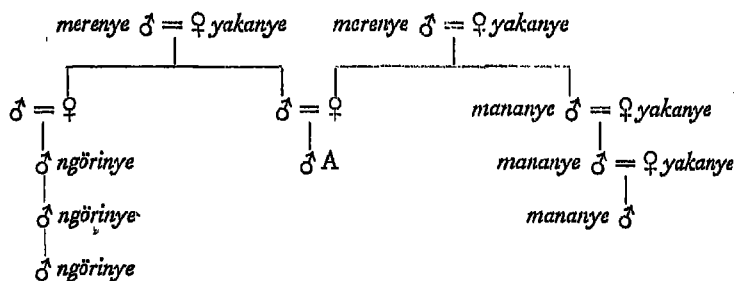 merenye ♂ = ♀ yakanye merenye ♂ = ♀ yakanye
♂ = ♀ ♂ = ♀ mananye ♂ = ♀ yakanye
♂ ngörinye ♂ A mananye ♂ = ♀ yakanye
♂ ngörinye mananye ♂
♂ ngörinye